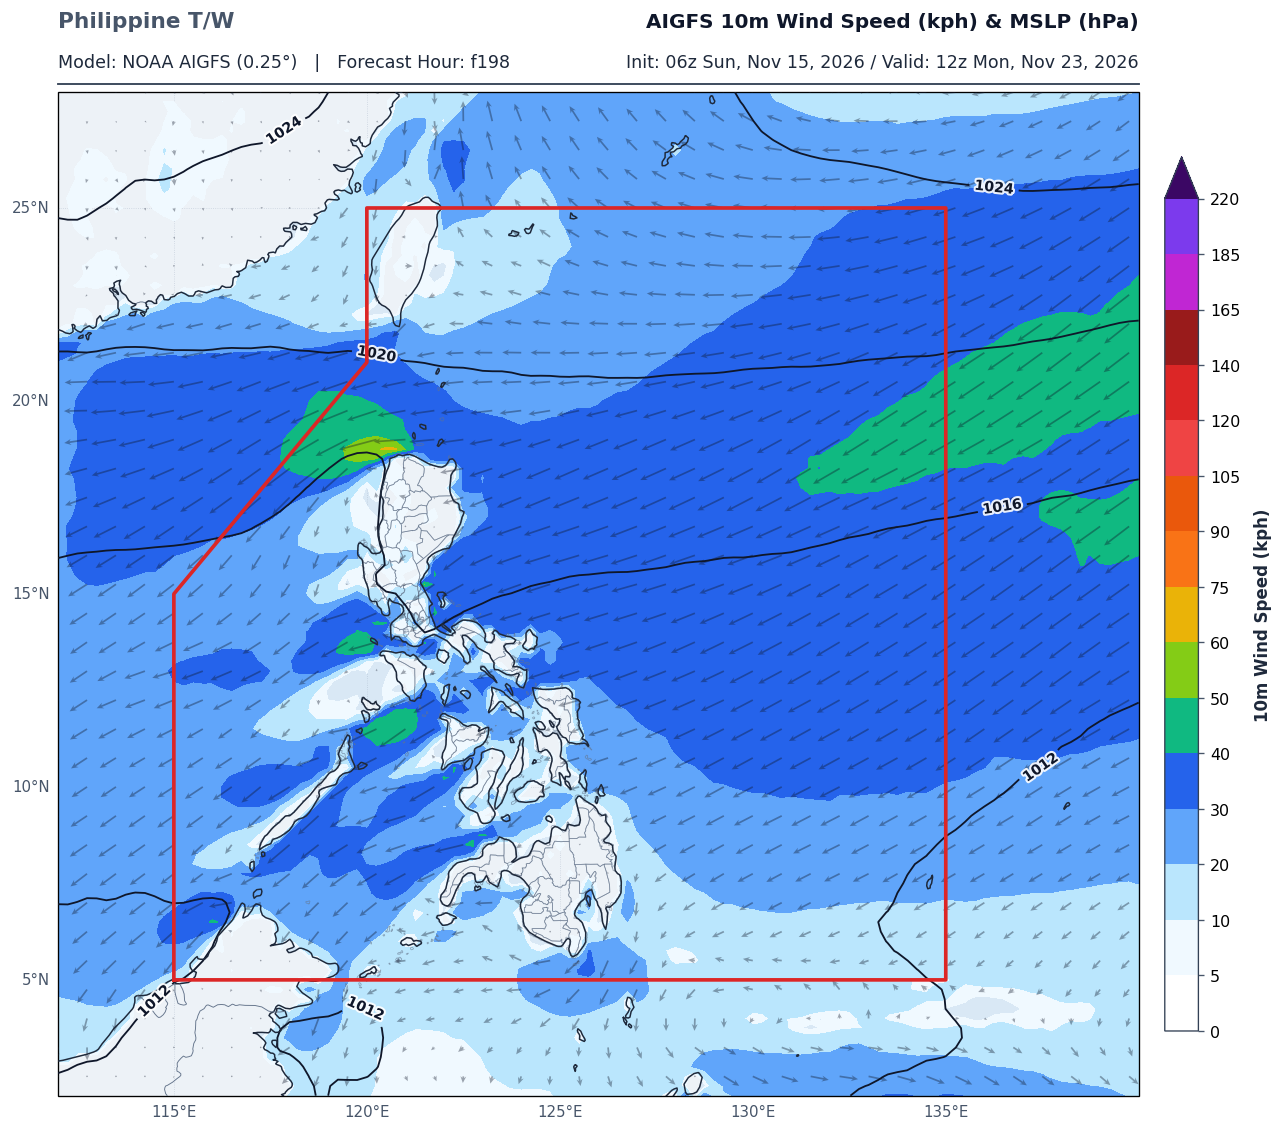 Philippine T/W
AIGFS 10m Wind Speed (kph) & MSLP (hPa)
Model: NOAA AIGFS (0.25°) | Forecast Hour: f198
Init: 06z Sun, Nov 15, 2026 / Valid: 12z Mon, Nov 23, 2026
1024
1024
1020
1016
1012
1012
1012
25°N
20°N
15°N
10°N
5°N
115°E
120°E
125°E
130°E
135°E
220
185
165
140
120
105
90
75
60
50
40
30
20
10
5
0
10m Wind Speed (kph)